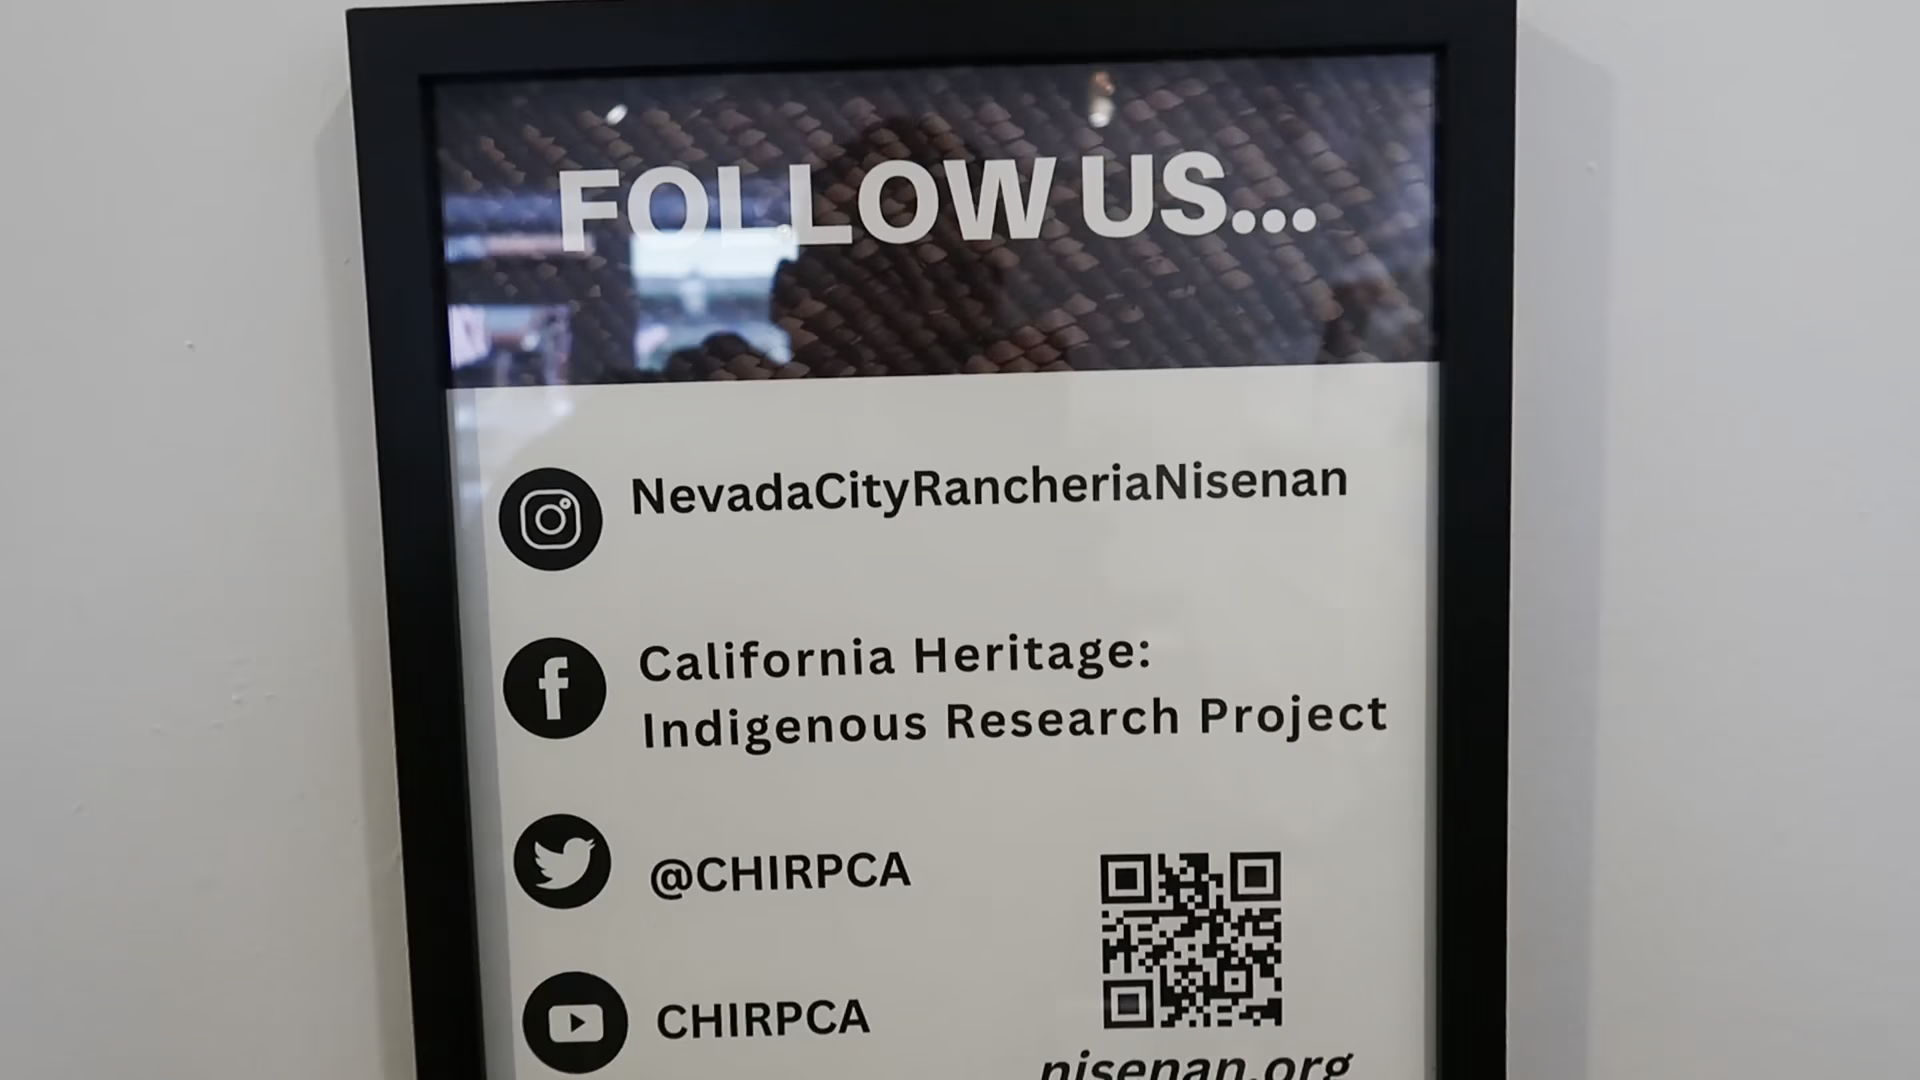 FOLLOW US...
NevadaCityRancheriaNisenan
California Heritage:
Indigenous Research Project
@CHIRPCA
CHIRPCA
nisenan.org